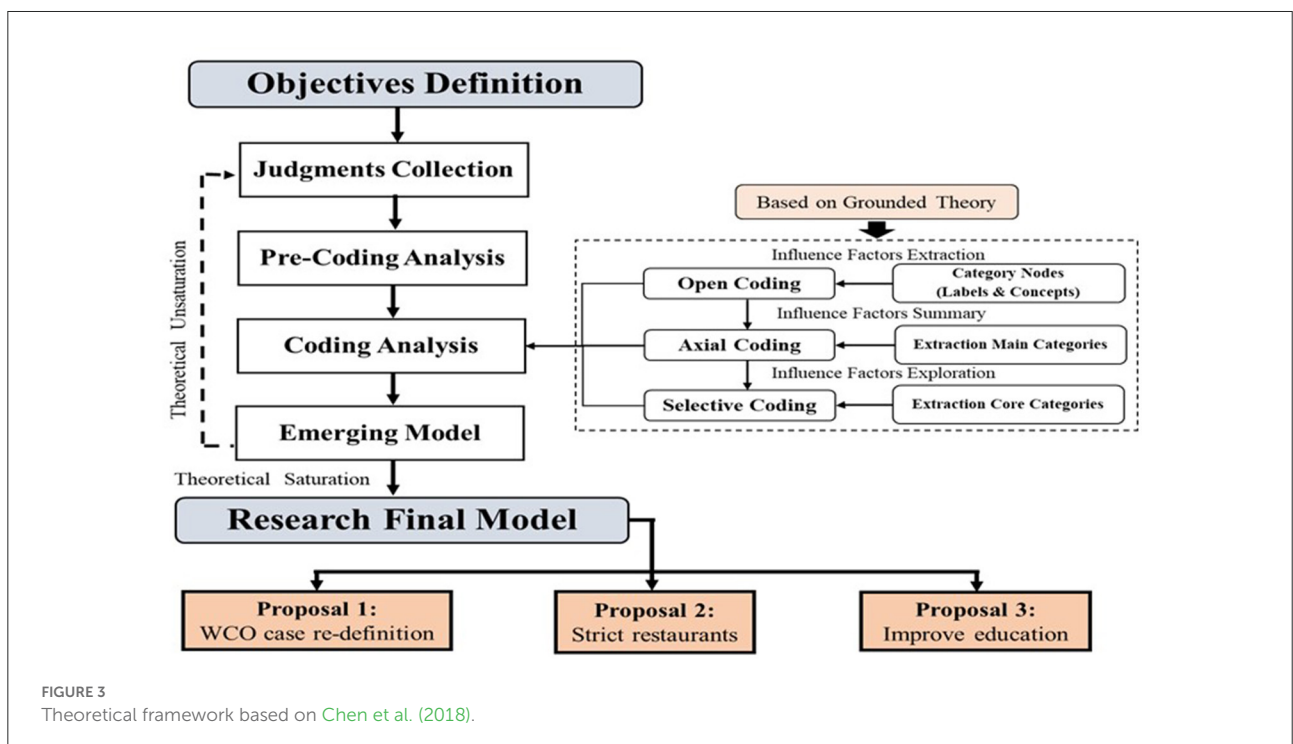 Objectives Definition
Judgments Collection
Pre-Coding Analysis
Coding Analysis
Emerging Model
Theoretical Unsaturation
Theoretical Saturation
Based on Grounded Theory
Influence Factors Extraction
Open Coding
Category Nodes
(Labels & Concepts)
Influence Factors Summary
Axial Coding
Extraction Main Categories
Influence Factors Exploration
Selective Coding
Extraction Core Categories
Research Final Model
Proposal 1:
WCO case re-definition
Proposal 2:
Strict restaurants
Proposal 3:
Improve education
FIGURE 3
Theoretical framework based on Chen et al. (2018).